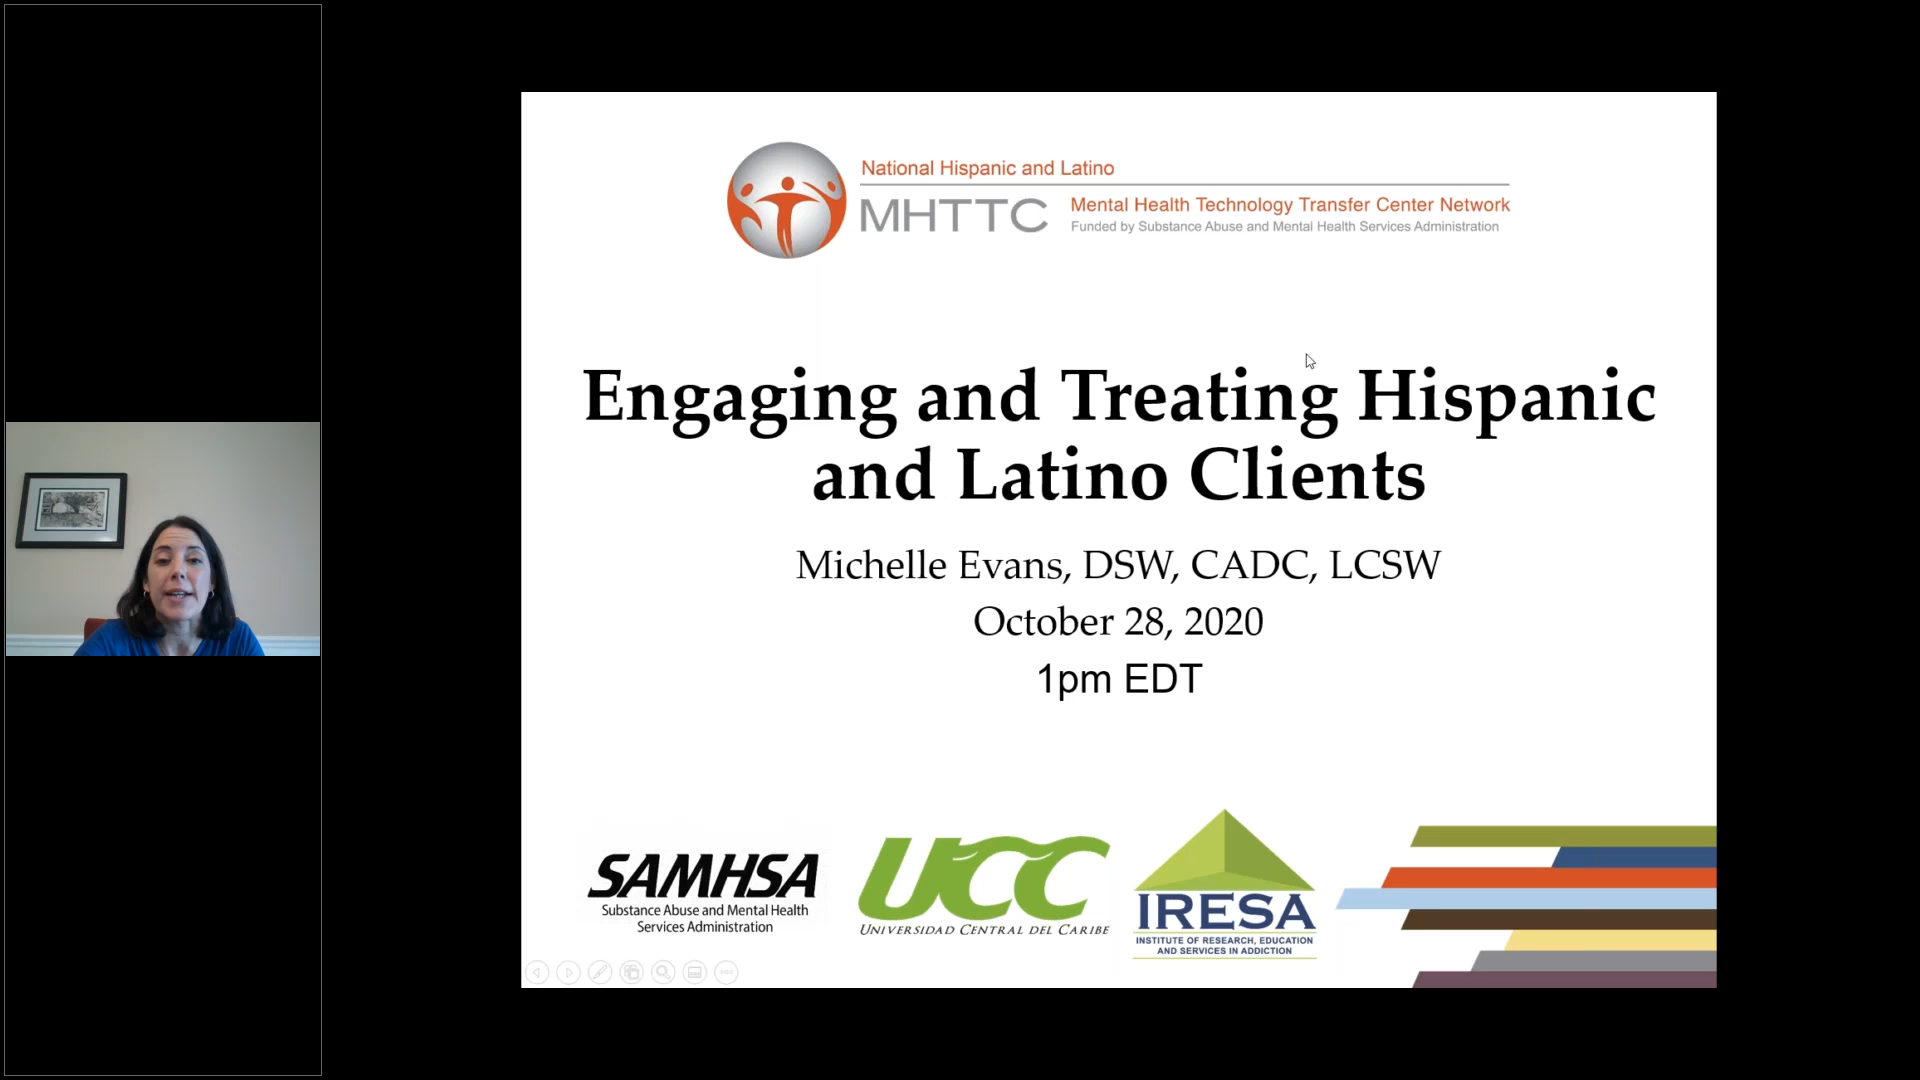 National Hispanic and Latino
MHTTC
Mental Health Technology Transfer Center Network
Funded by Substance Abuse and Mental Health Services Administration
Engaging and Treating Hispanic
and Latino Clients
Michelle Evans, DSW, CADC, LCSW
October 28, 2020
1pm EDT
SAMHSA
Substance Abuse and Mental Health
Services Administration
UCC
UNIVERSIDAD CENTRAL DEL CARIBE
IRESA
INSTITUTE OF RESEARCH, EDUCATION
AND SERVICES IN ADDICTION